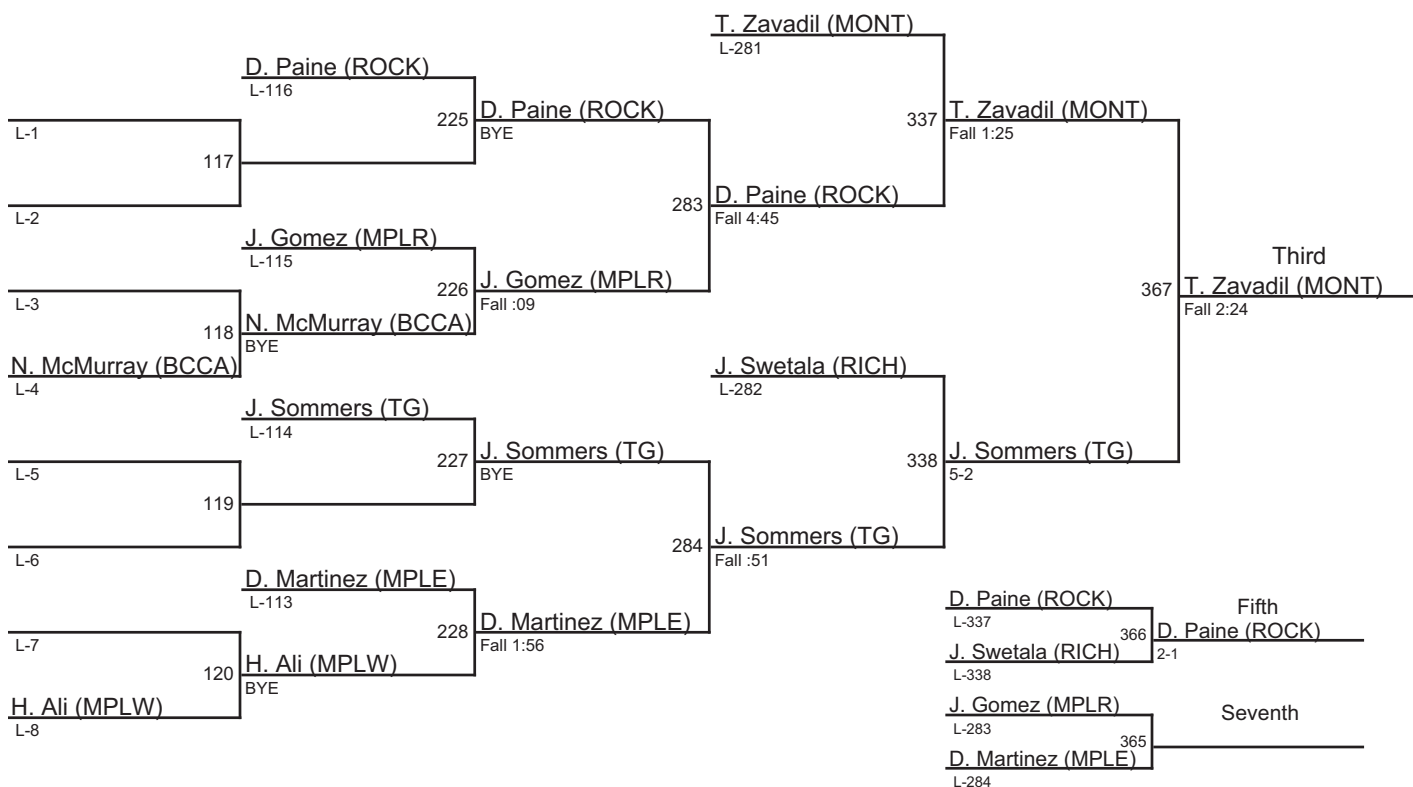 T. Zavadil (MONT)
L-281
D. Paine (ROCK)
L-116
L-1
225
D. Paine (ROCK)
BYE
337
T. Zavadil (MONT)
Fall 1:25
117
L-2
283
D. Paine (ROCK)
Fall 4:45
J. Gomez (MPLR)
L-115
L-3
226
J. Gomez (MPLR)
Fall :09
Third
367
T. Zavadil (MONT)
Fall 2:24
118
N. McMurray (BCCA)
BYE
N. McMurray (BCCA)
L-4
J. Swetala (RICH)
L-282
J. Sommers (TG)
L-114
L-5
227
J. Sommers (TG)
BYE
338
J. Sommers (TG)
5-2
119
L-6
284
J. Sommers (TG)
Fall :51
D. Martinez (MPLE)
L-113
L-7
228
D. Martinez (MPLE)
Fall 1:56
120
H. Ali (MPLW)
BYE
H. Ali (MPLW)
L-8
D. Paine (ROCK)
L-337
Fifth
366
D. Paine (ROCK)
2-1
J. Swetala (RICH)
L-338
J. Gomez (MPLR)
L-283
Seventh
365
D. Martinez (MPLE)
L-284